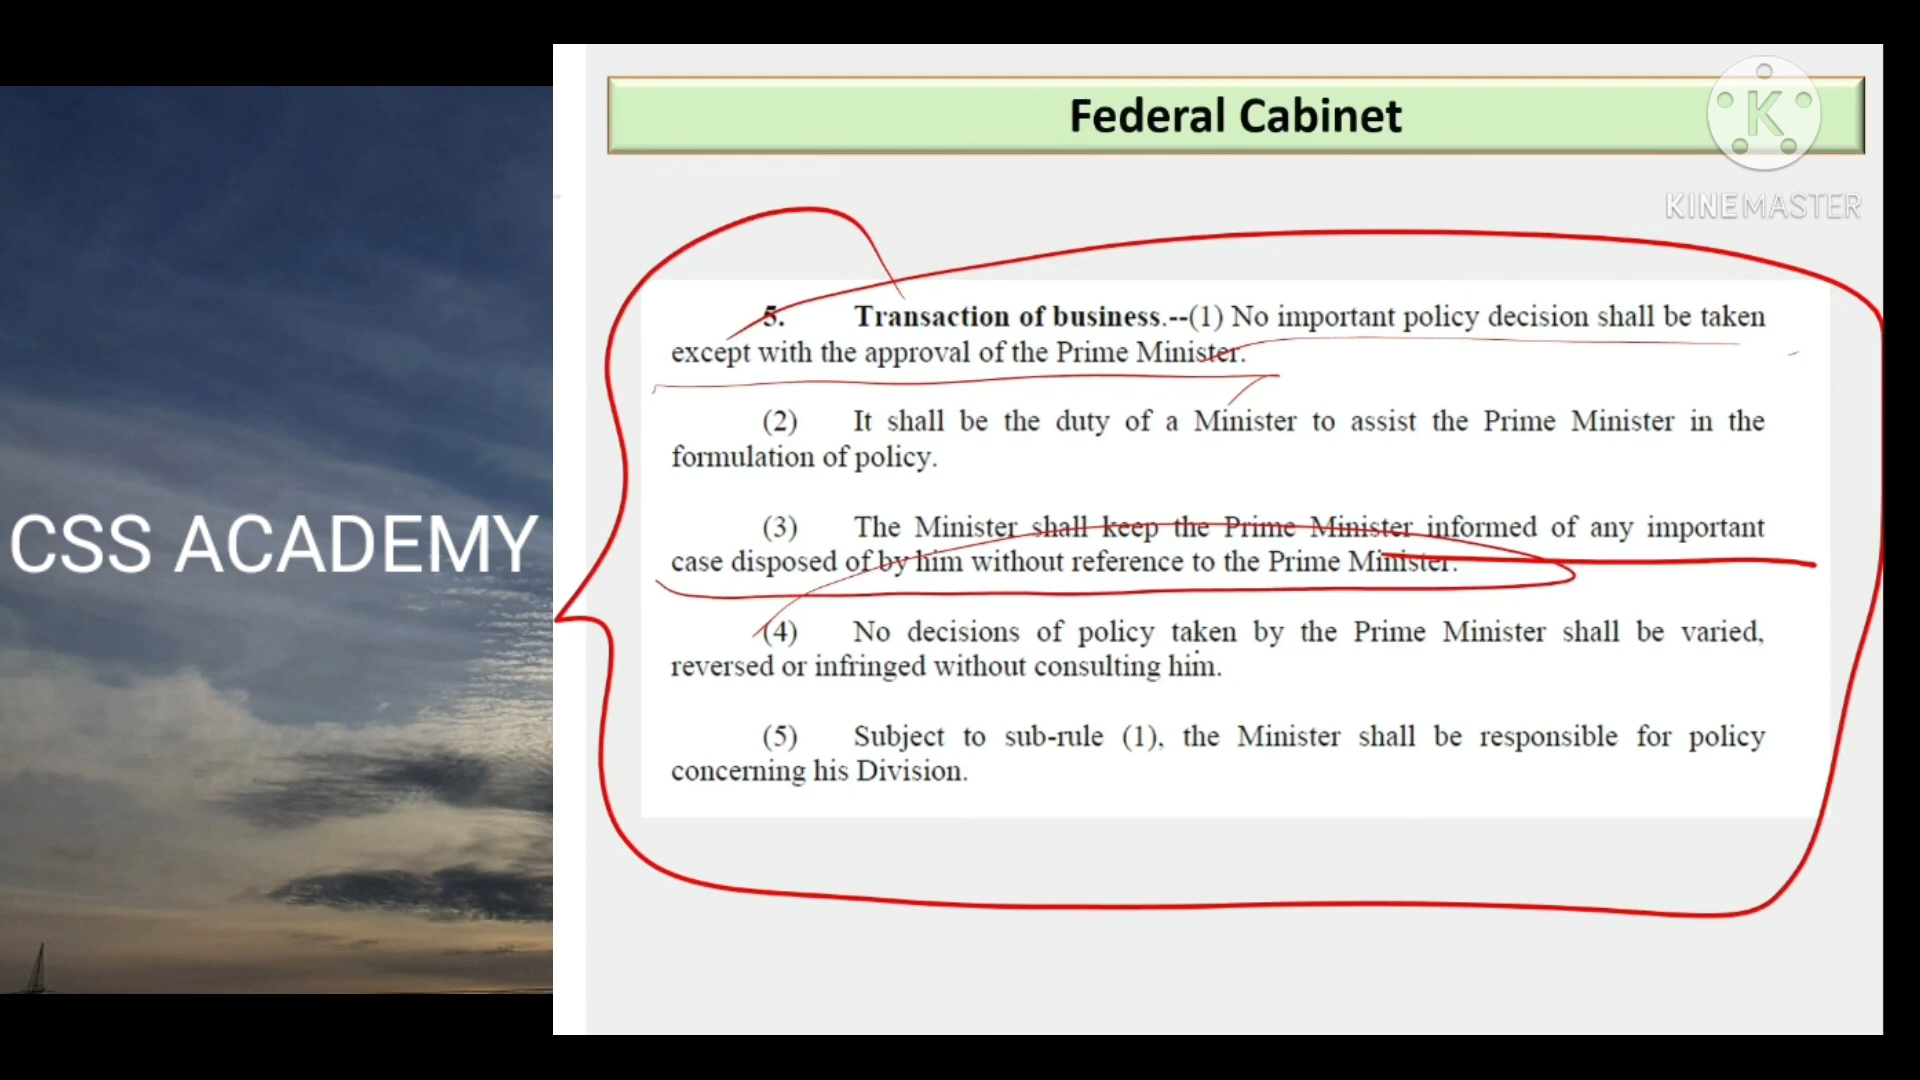 Federal Cabinet
K
KINEMASTER
CSS ACADEMY
5. Transaction of business.--(1) No important policy decision shall be taken
except with the approval of the Prime Minister.
(2) It shall be the duty of a Minister to assist the Prime Minister in the
formulation of policy.
(3) The Minister shall keep the Prime Minister informed of any important
case disposed of by him without reference to the Prime Minister.
(4) No decisions of policy taken by the Prime Minister shall be varied,
reversed or infringed without consulting him.
(5) Subject to sub-rule (1), the Minister shall be responsible for policy
concerning his Division.